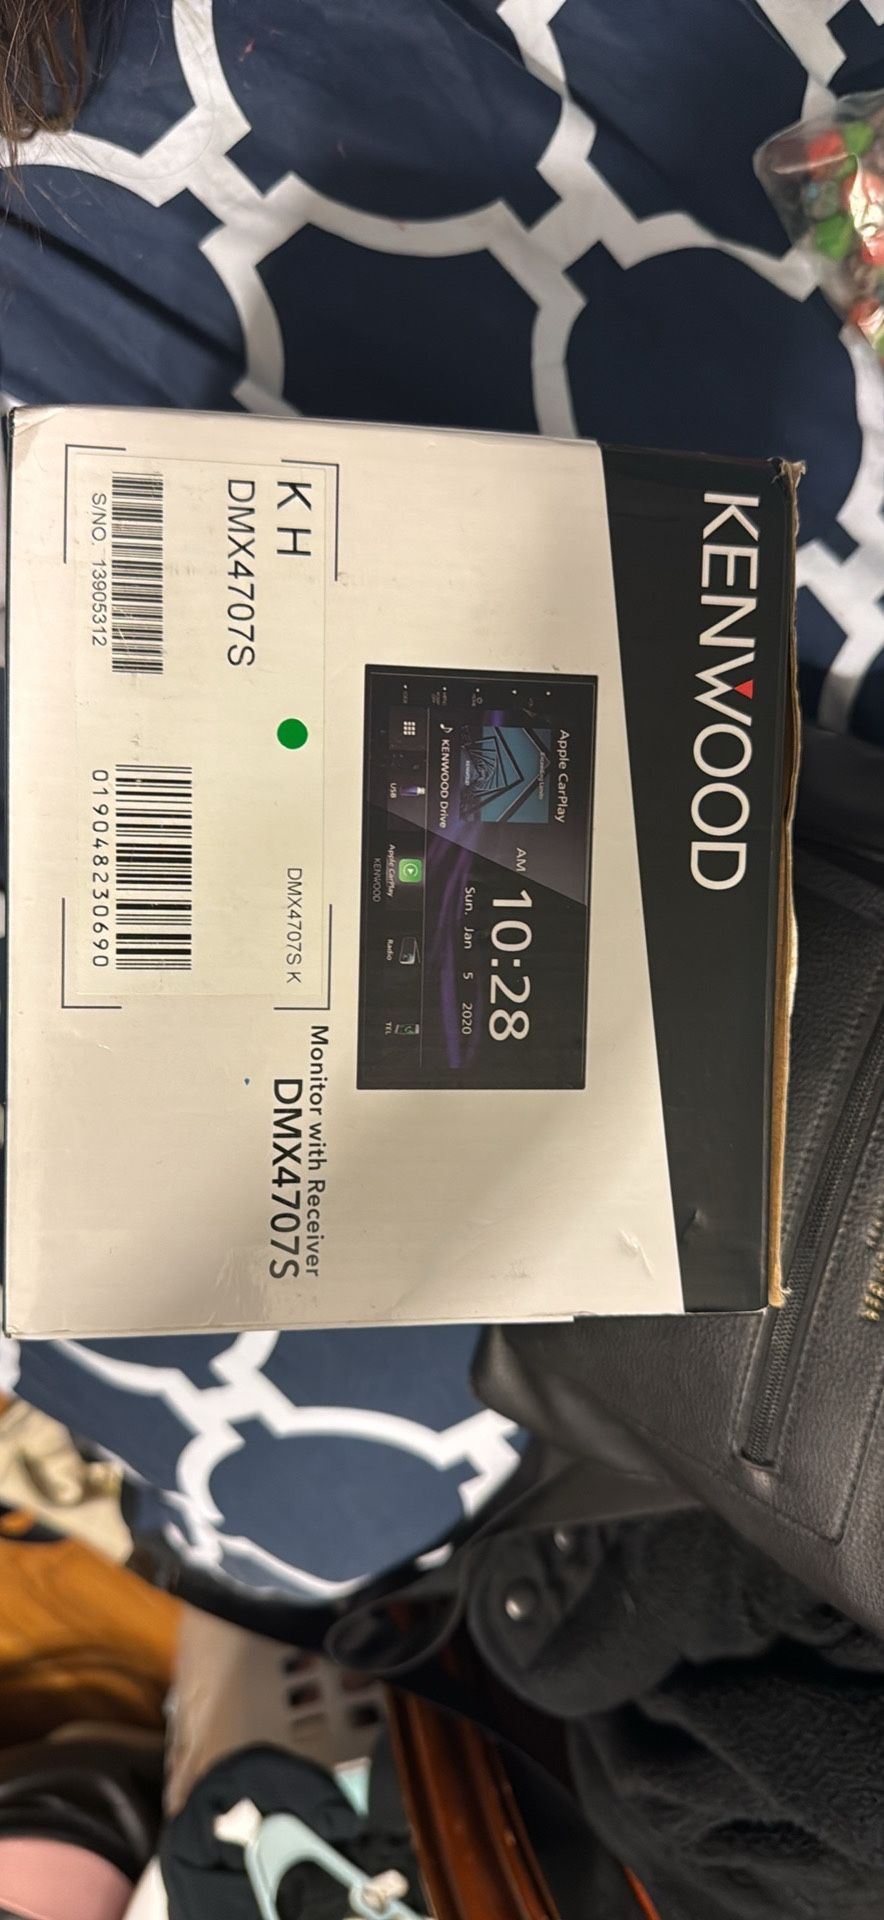 KENWOOD
Apple CarPlay
AM 10:28
Sun. Jan 5 2020
KENWOOD Drive
USB
Apple CarPlay
Radio
TEL
KENWOOD
Monitor with Receiver
DMX4707S
K H
DMX4707S K
DMX4707S
S/NO. 13905312
019048230690